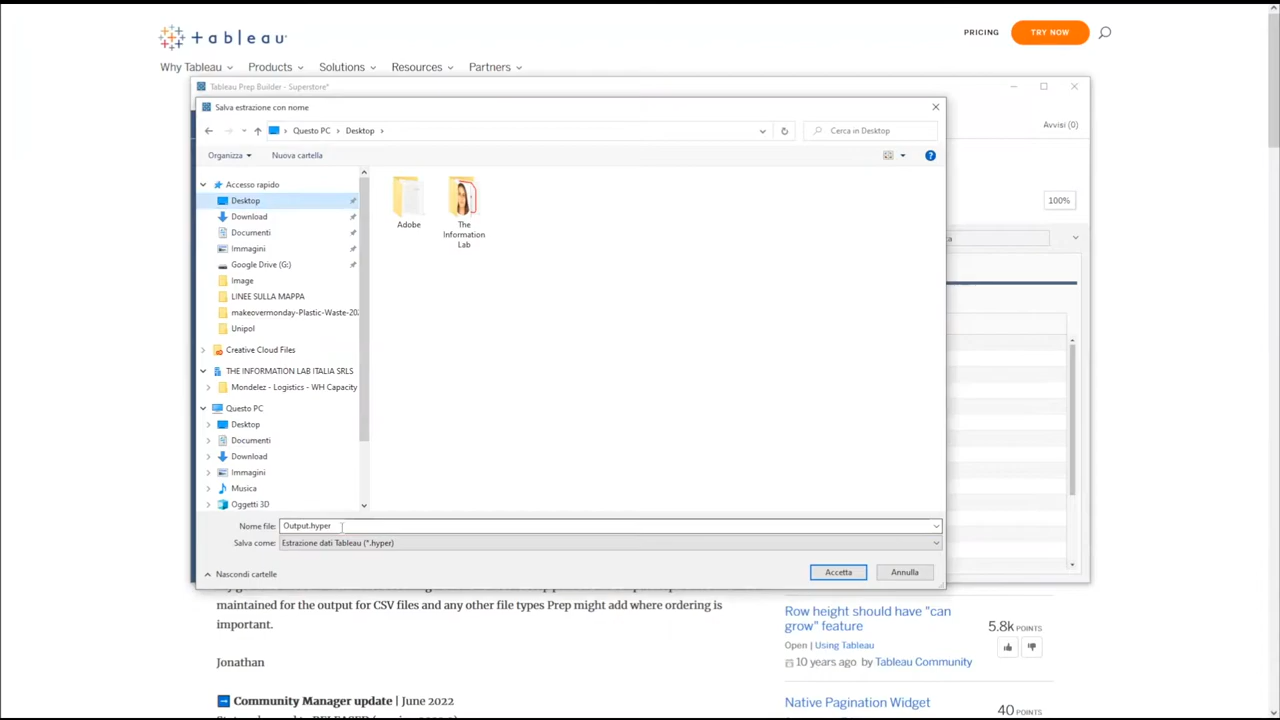 + a b l e a u
PRICING
TRY NOW
Why Tableau
Products
Solutions
Resources
Partners
Tableau Prep Builder - Superstore*
Salva estrazione con nome
Questo PC > Desktop >
Cerca in Desktop
Avvisi (0)
Organizza
Nuova cartella
100%
Accesso rapido
Desktop
Download
Documenti
Immagini
Google Drive (G:)
Image
LINEE SULLA MAPPA
makeovermonday-Plastic-Waste-20
Unipol
Creative Cloud Files
THE INFORMATION LAB ITALIA SRLS
Mondelez - Logistics - WH Capacity
Questo PC
Desktop
Documenti
Download
Immagini
Musica
Oggetti 3D
Adobe
The
Information
Lab
Nome file: Output.hyper
Salva come: Estrazione dati Tableau (*.hyper)
Nascondi cartelle
Accetta
Annulla
maintained for the output for CSV files and any other file types Prep might add where ordering is
important.
Jonathan
Community Manager update | June 2022
Row height should have "can
grow" feature
5.8k POINTS
Open | Using Tableau
10 years ago by Tableau Community
Native Pagination Widget
40 POINTS